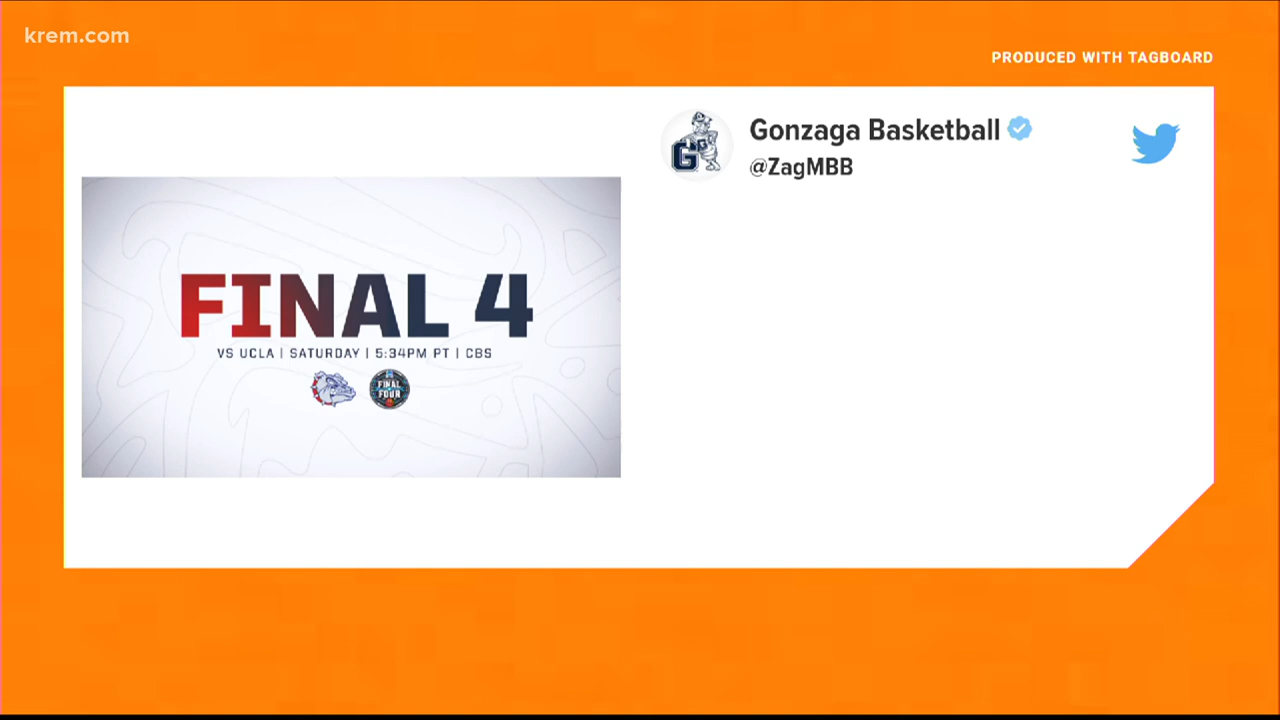 krem.com
PRODUCED WITH TAGBOARD
Gonzaga Basketball
@ZagMBB
G
FINAL 4
VS UCLA | SATURDAY | 5:34PM PT | CBS
FINAL
FOUR